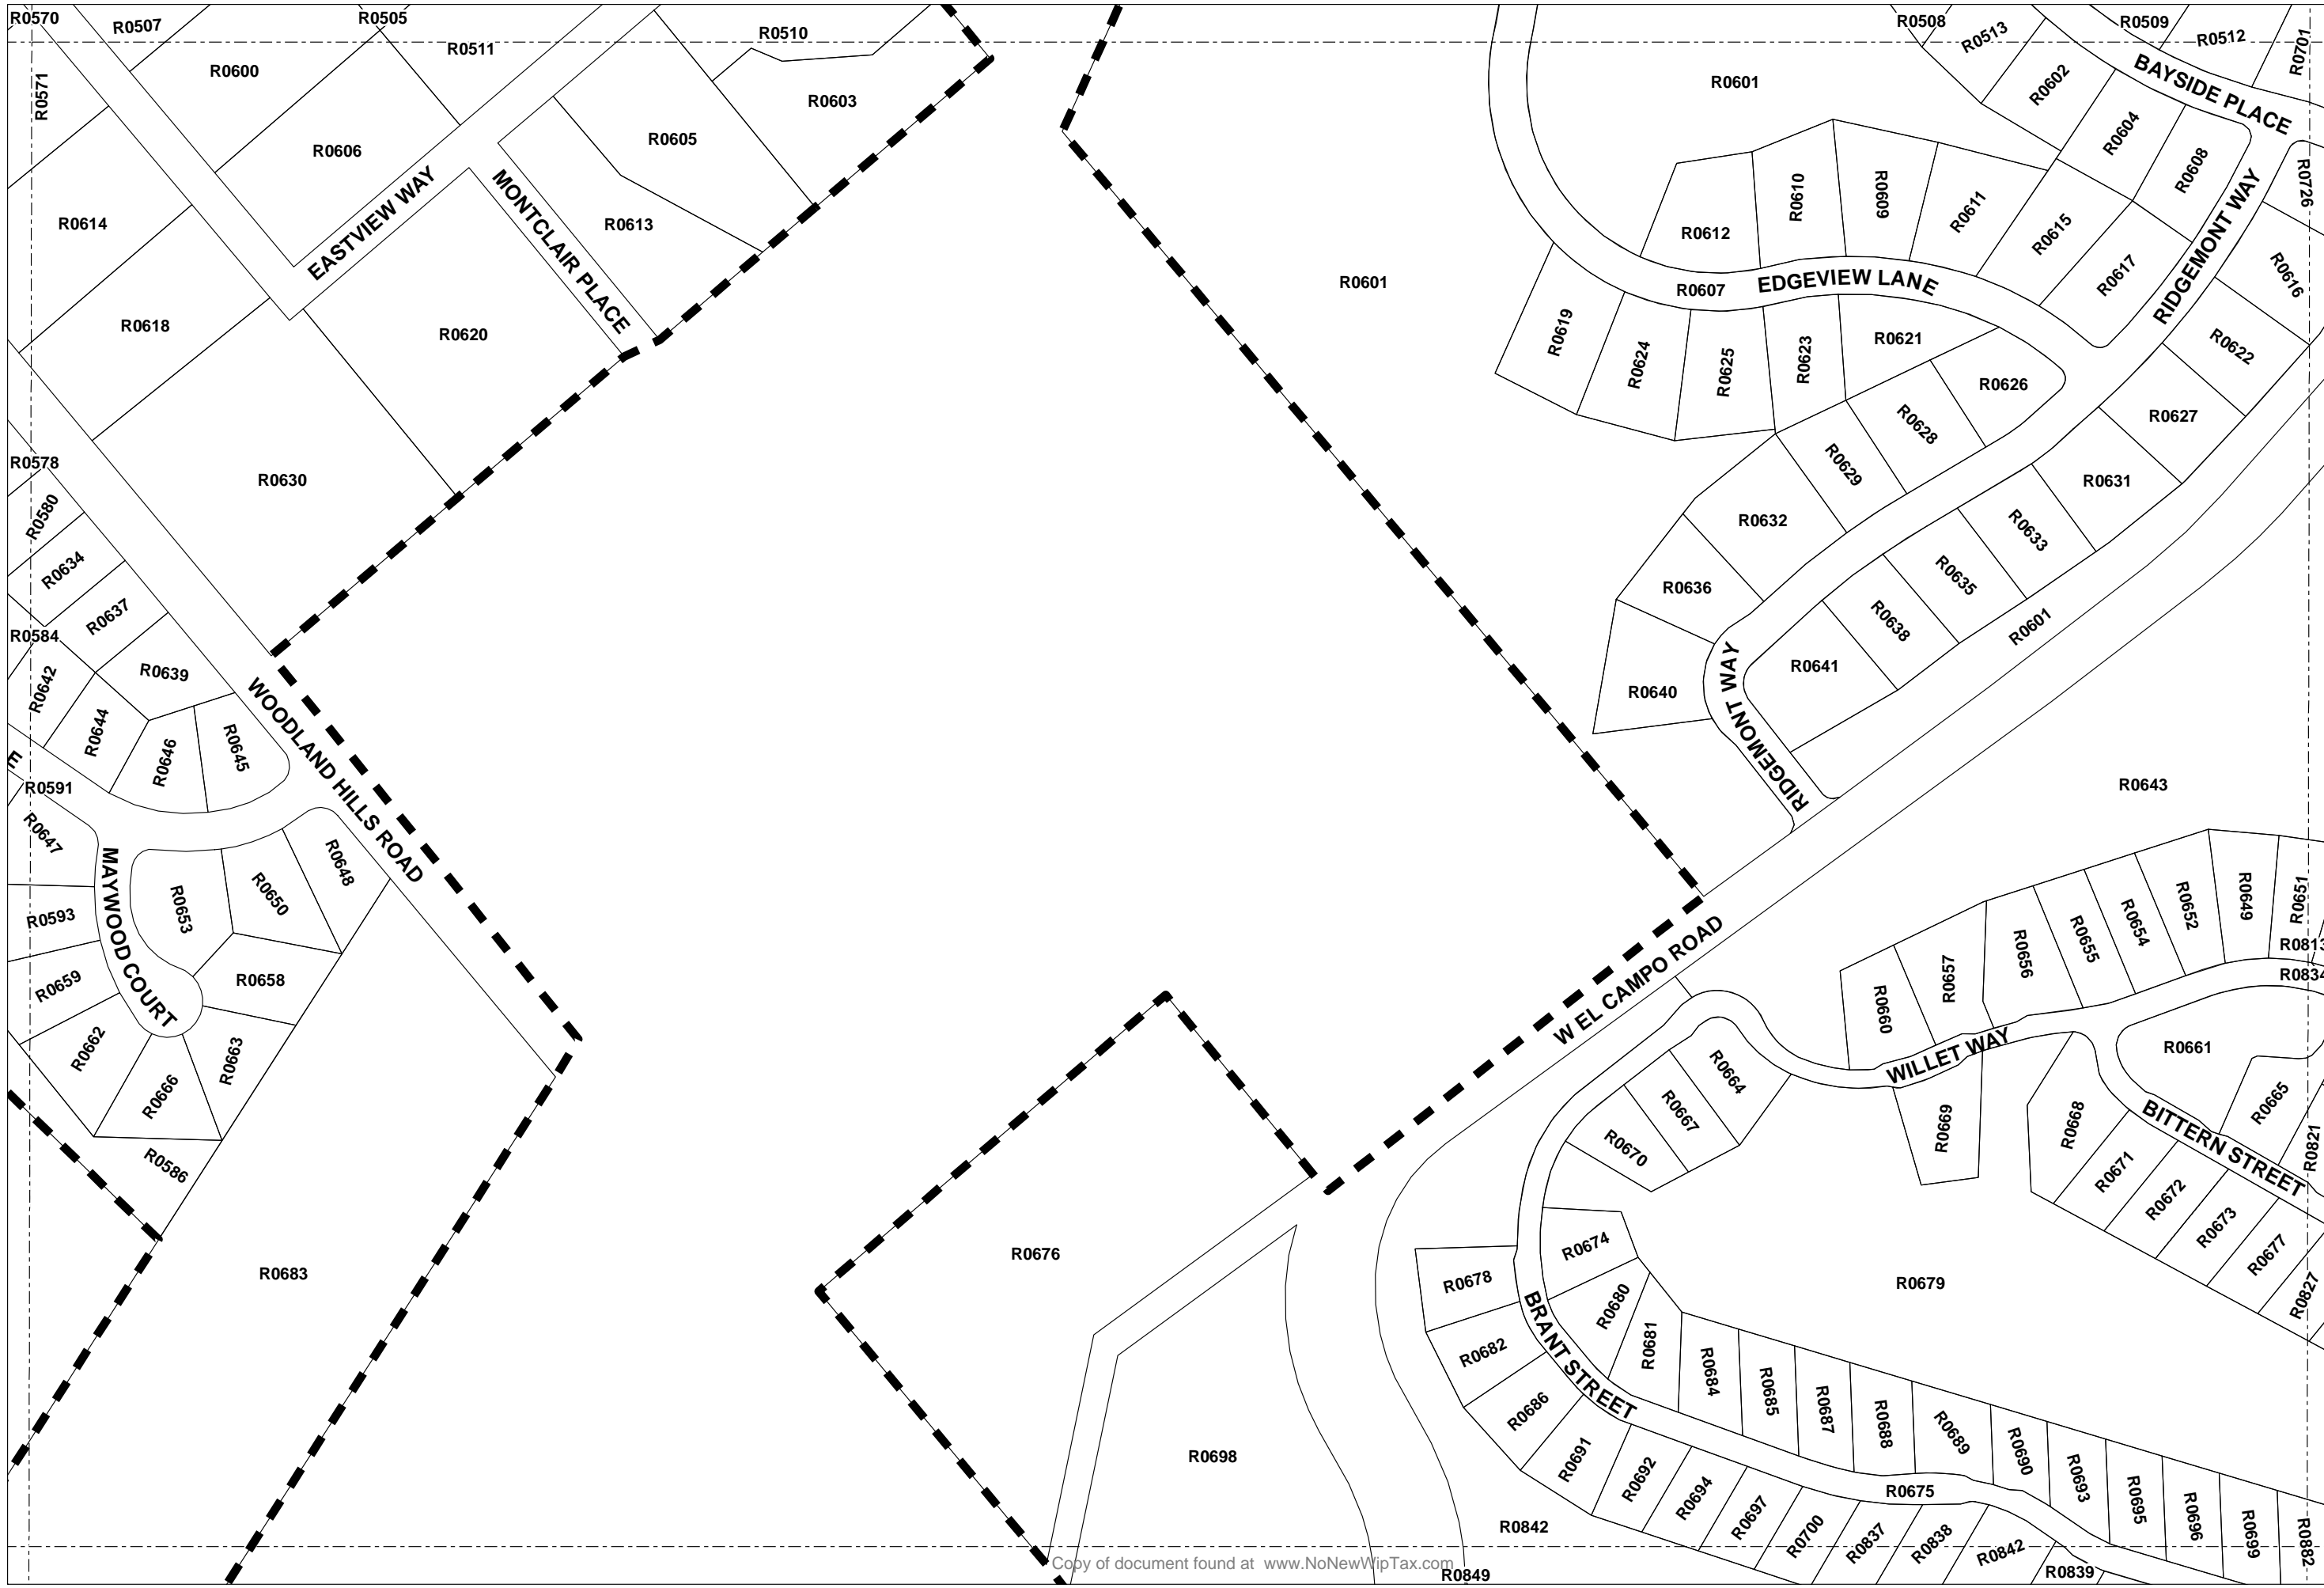 R0570
R0507
R0505
R0511
R0510
R0508
R0513
R0509
R0512
R0701
R0571
R0600
R0603
R0601
R0602
BAYSIDE PLACE
R0606
R0605
R0604
R0608
R0726
R0614
EASTVIEW WAY
MONTCLAIR PLACE
R0613
R0612
R0610
R0609
R0611
R0615
R0617
RIDGEMONT WAY
R0616
R0601
R0607
EDGEVIEW LANE
R0618
R0620
R0619
R0624
R0625
R0623
R0621
R0626
R0622
R0627
R0578
R0630
R0629
R0628
R0631
R0580
R0632
R0633
R0634
R0636
R0635
R0637
R0584
R0638
R0601
R0639
R0641
R0642
R0640
RIDGEMONT WAY
R0644
R0646
R0645
WOODLAND HILLS ROAD
E
R0591
R0643
R0647
MAYWOOD COURT
R0653
R0650
R0648
R0593
R0659
R0658
R0662
R0666
R0663
R0586
R0683
W EL CAMPO ROAD
R0660
R0657
R0656
R0655
R0654
R0652
R0649
R0651
R0813
R0834
WILLET WAY
R0661
R0664
R0667
R0670
R0669
R0668
R0665
BITTERN STREET
R0821
R0671
R0672
R0673
R0677
R0827
R0676
R0674
R0678
R0680
R0679
R0682
BRANT STREET
R0681
R0684
R0685
R0687
R0688
R0689
R0690
R0693
R0695
R0696
R0699
R0882
R0686
R0691
R0692
R0694
R0697
R0700
R0675
R0837
R0838
R0842
R0839
R0698
R0842
R0849
Copy of document found at www.NoNewWipTax.com